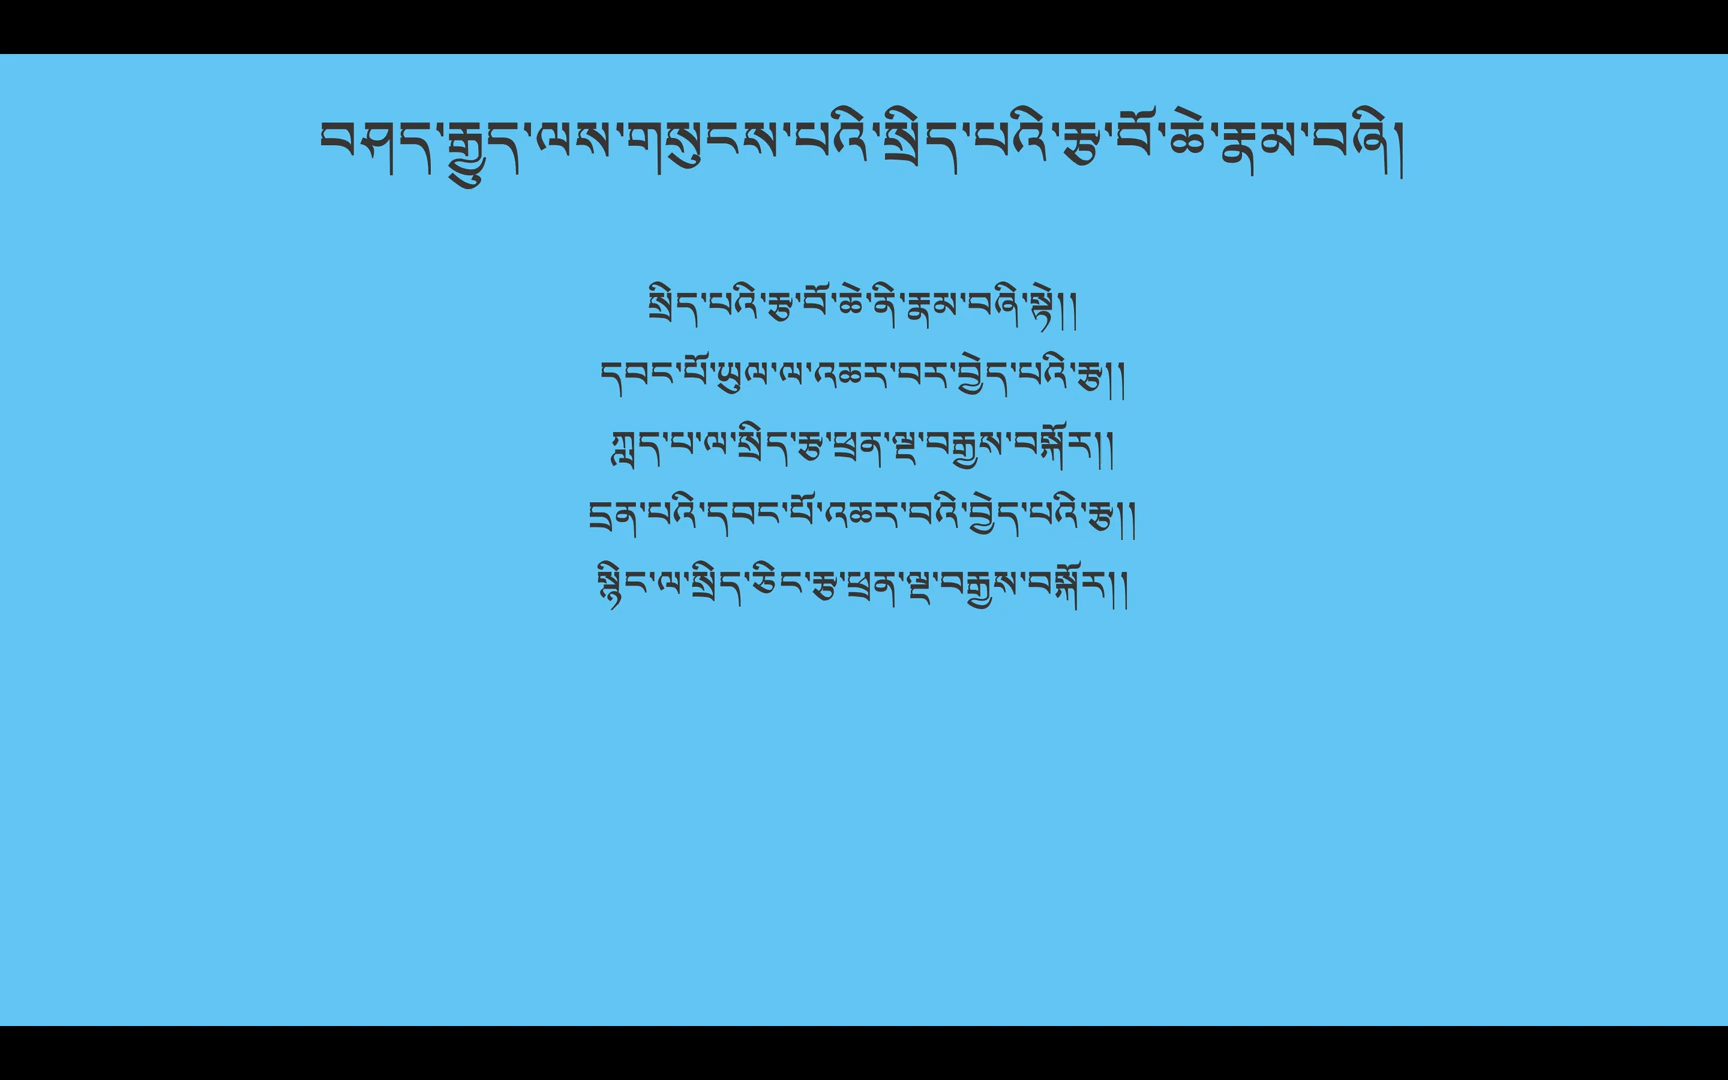 བཤད་རྒྱུད་ལས་གསུངས་པའི་སྲིད་པའི་རྩ་བོ་ཆེ་རྣམ་བཞི།
སྲིད་པའི་རྩ་བོ་ཆེ་ནི་རྣམ་བཞི་སྟེ།།
དབང་པོ་ཡུལ་ལ་འཆར་བར་བྱེད་པའི་རྩ།།
ཀླད་པ་ལ་སྲིད་རྩ་ཕྲན་ལྔ་བརྒྱས་བསྐོར།།
དྲན་པའི་དབང་པོ་འཆར་བའི་བྱེད་པའི་རྩ།།
སྙིང་ལ་སྲིད་ཅིང་རྩ་ཕྲན་ལྔ་བརྒྱས་བསྐོར།།